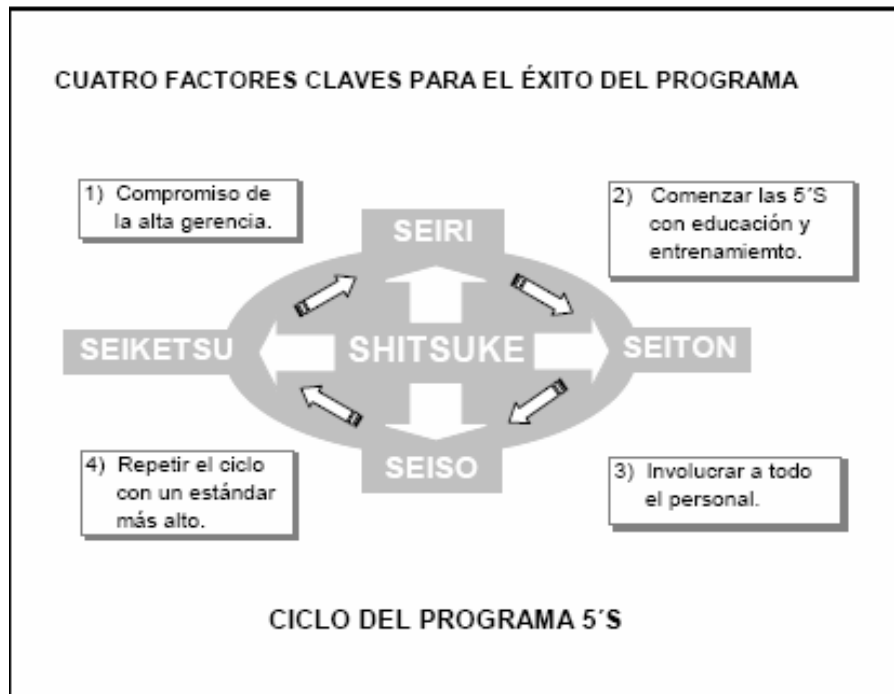 CUATRO FACTORES CLAVES PARA EL ÉXITO DEL PROGRAMA
1) Compromiso de
la alta gerencia.
2) Comenzar las 5´S
con educación y
entrenamiemto.
SEIRI
SEIKETSU
SHITSUKE
SEITON
SEISO
4) Repetir el ciclo
con un estándar
más alto.
3) Involucrar a todo
el personal.
CICLO DEL PROGRAMA 5´S